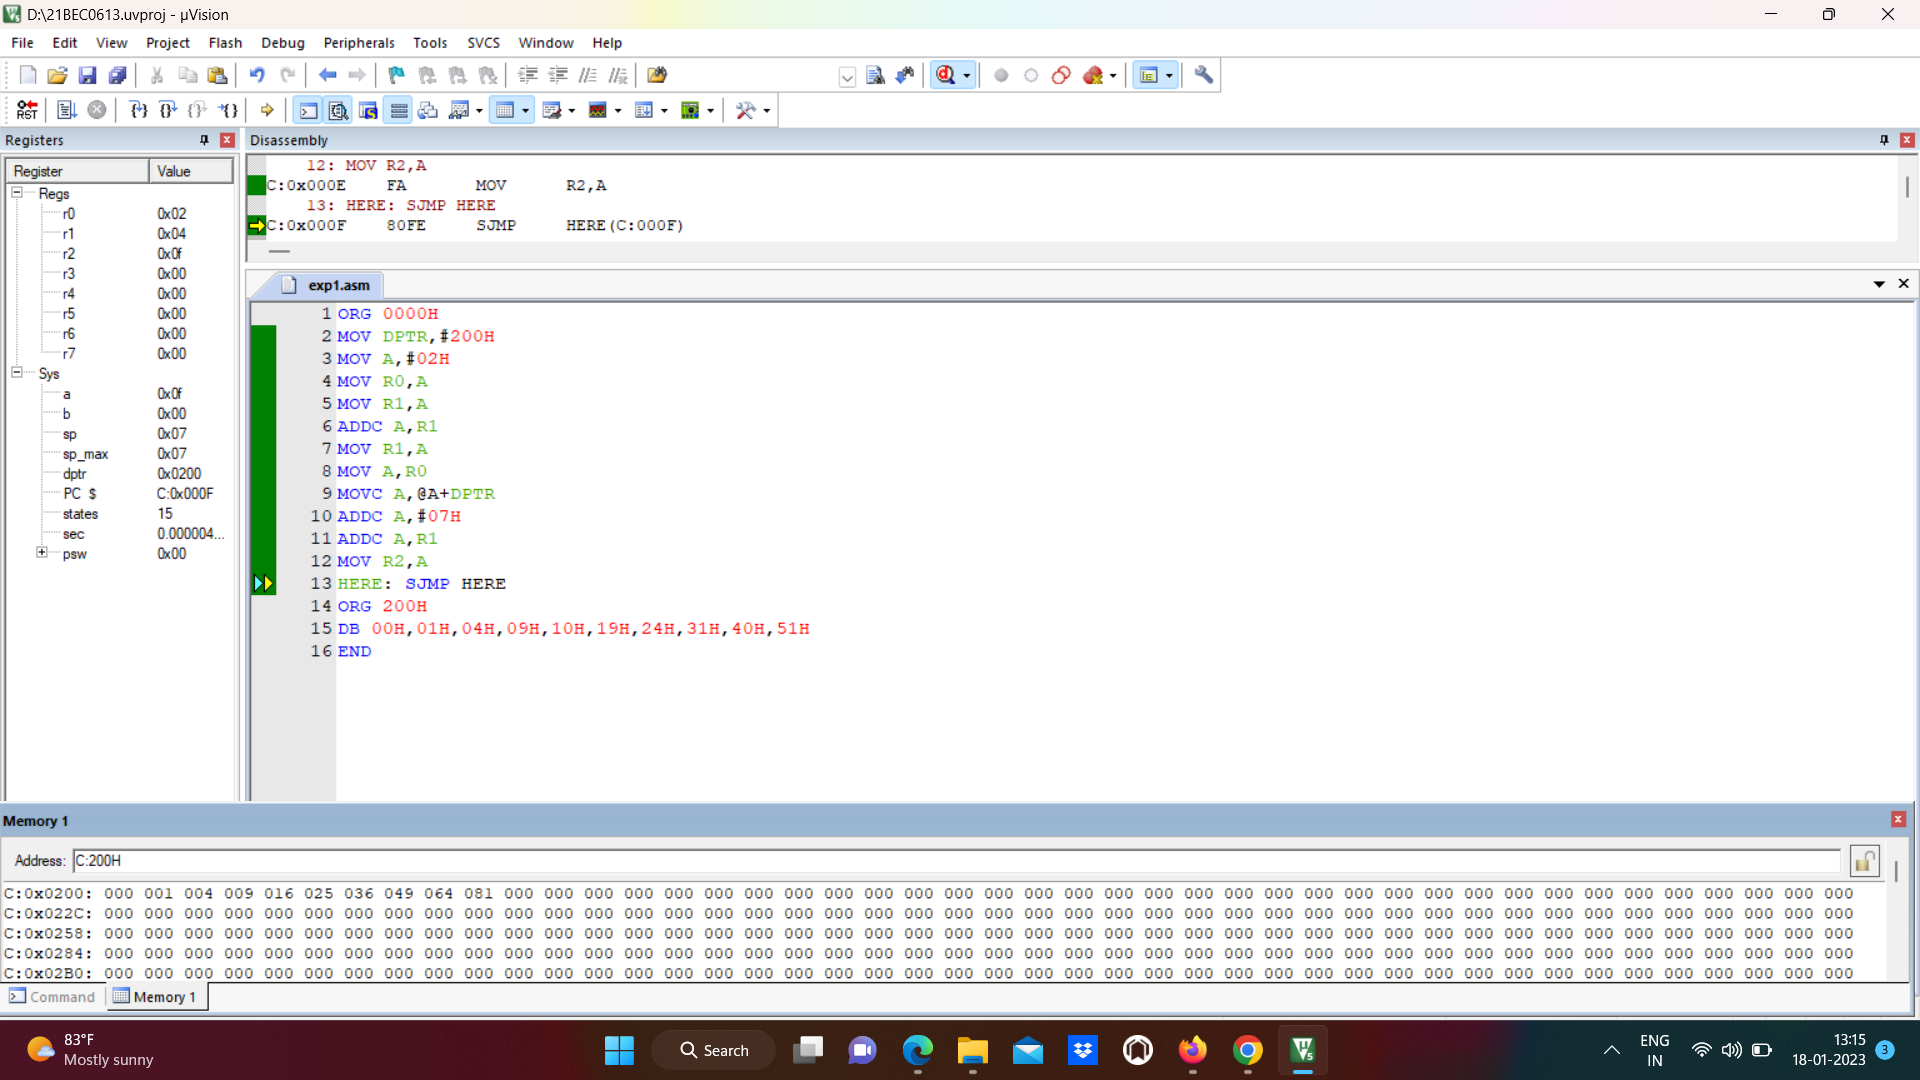 D:\21BEC0613.uvproj - µVision
File Edit View Project Flash Debug Peripherals Tools SVCS Window Help
RST
Registers
Register Value
Regs
r0 0x02
r1 0x04
r2 0x0f
r3 0x00
r4 0x00
r5 0x00
r6 0x00
r7 0x00
Sys
a 0x0f
b 0x00
sp 0x07
sp_max 0x07
dptr 0x0200
PC $ C:0x000F
states 15
sec 0.000004...
psw 0x00
Disassembly
12: MOV R2,A
C:0x000E FA MOV R2,A
13: HERE: SJMP HERE
C:0x000F 80FE SJMP HERE(C:000F)
exp1.asm
1 ORG 0000H
2 MOV DPTR,#200H
3 MOV A,#02H
4 MOV R0,A
5 MOV R1,A
6 ADDC A,R1
7 MOV R1,A
8 MOV A,R0
9 MOVC A,@A+DPTR
10 ADDC A,#07H
11 ADDC A,R1
12 MOV R2,A
13 HERE: SJMP HERE
14 ORG 200H
15 DB 00H,01H,04H,09H,10H,19H,24H,31H,40H,51H
16 END
Memory 1
Address: C:200H
C:0x0200: 000 001 004 009 016 025 036 049 064 081 000 000 000 000 000 000 000 000 000 000 000 000 000 000 000 000 000 000 000 000 000 000 000 000 000 000 000 000 000 000 000 000 000 000
C:0x022C: 000 000 000 000 000 000 000 000 000 000 000 000 000 000 000 000 000 000 000 000 000 000 000 000 000 000 000 000 000 000 000 000 000 000 000 000 000 000 000 000 000 000 000 000
C:0x0258: 000 000 000 000 000 000 000 000 000 000 000 000 000 000 000 000 000 000 000 000 000 000 000 000 000 000 000 000 000 000 000 000 000 000 000 000 000 000 000 000 000 000 000 000
C:0x0284: 000 000 000 000 000 000 000 000 000 000 000 000 000 000 000 000 000 000 000 000 000 000 000 000 000 000 000 000 000 000 000 000 000 000 000 000 000 000 000 000 000 000 000 000
C:0x02B0: 000 000 000 000 000 000 000 000 000 000 000 000 000 000 000 000 000 000 000 000 000 000 000 000 000 000 000 000 000 000 000 000 000 000 000 000 000 000 000 000 000 000 000 000
Command Memory 1
83°F
Mostly sunny
Search
ENG
IN
13:15
18-01-2023
3